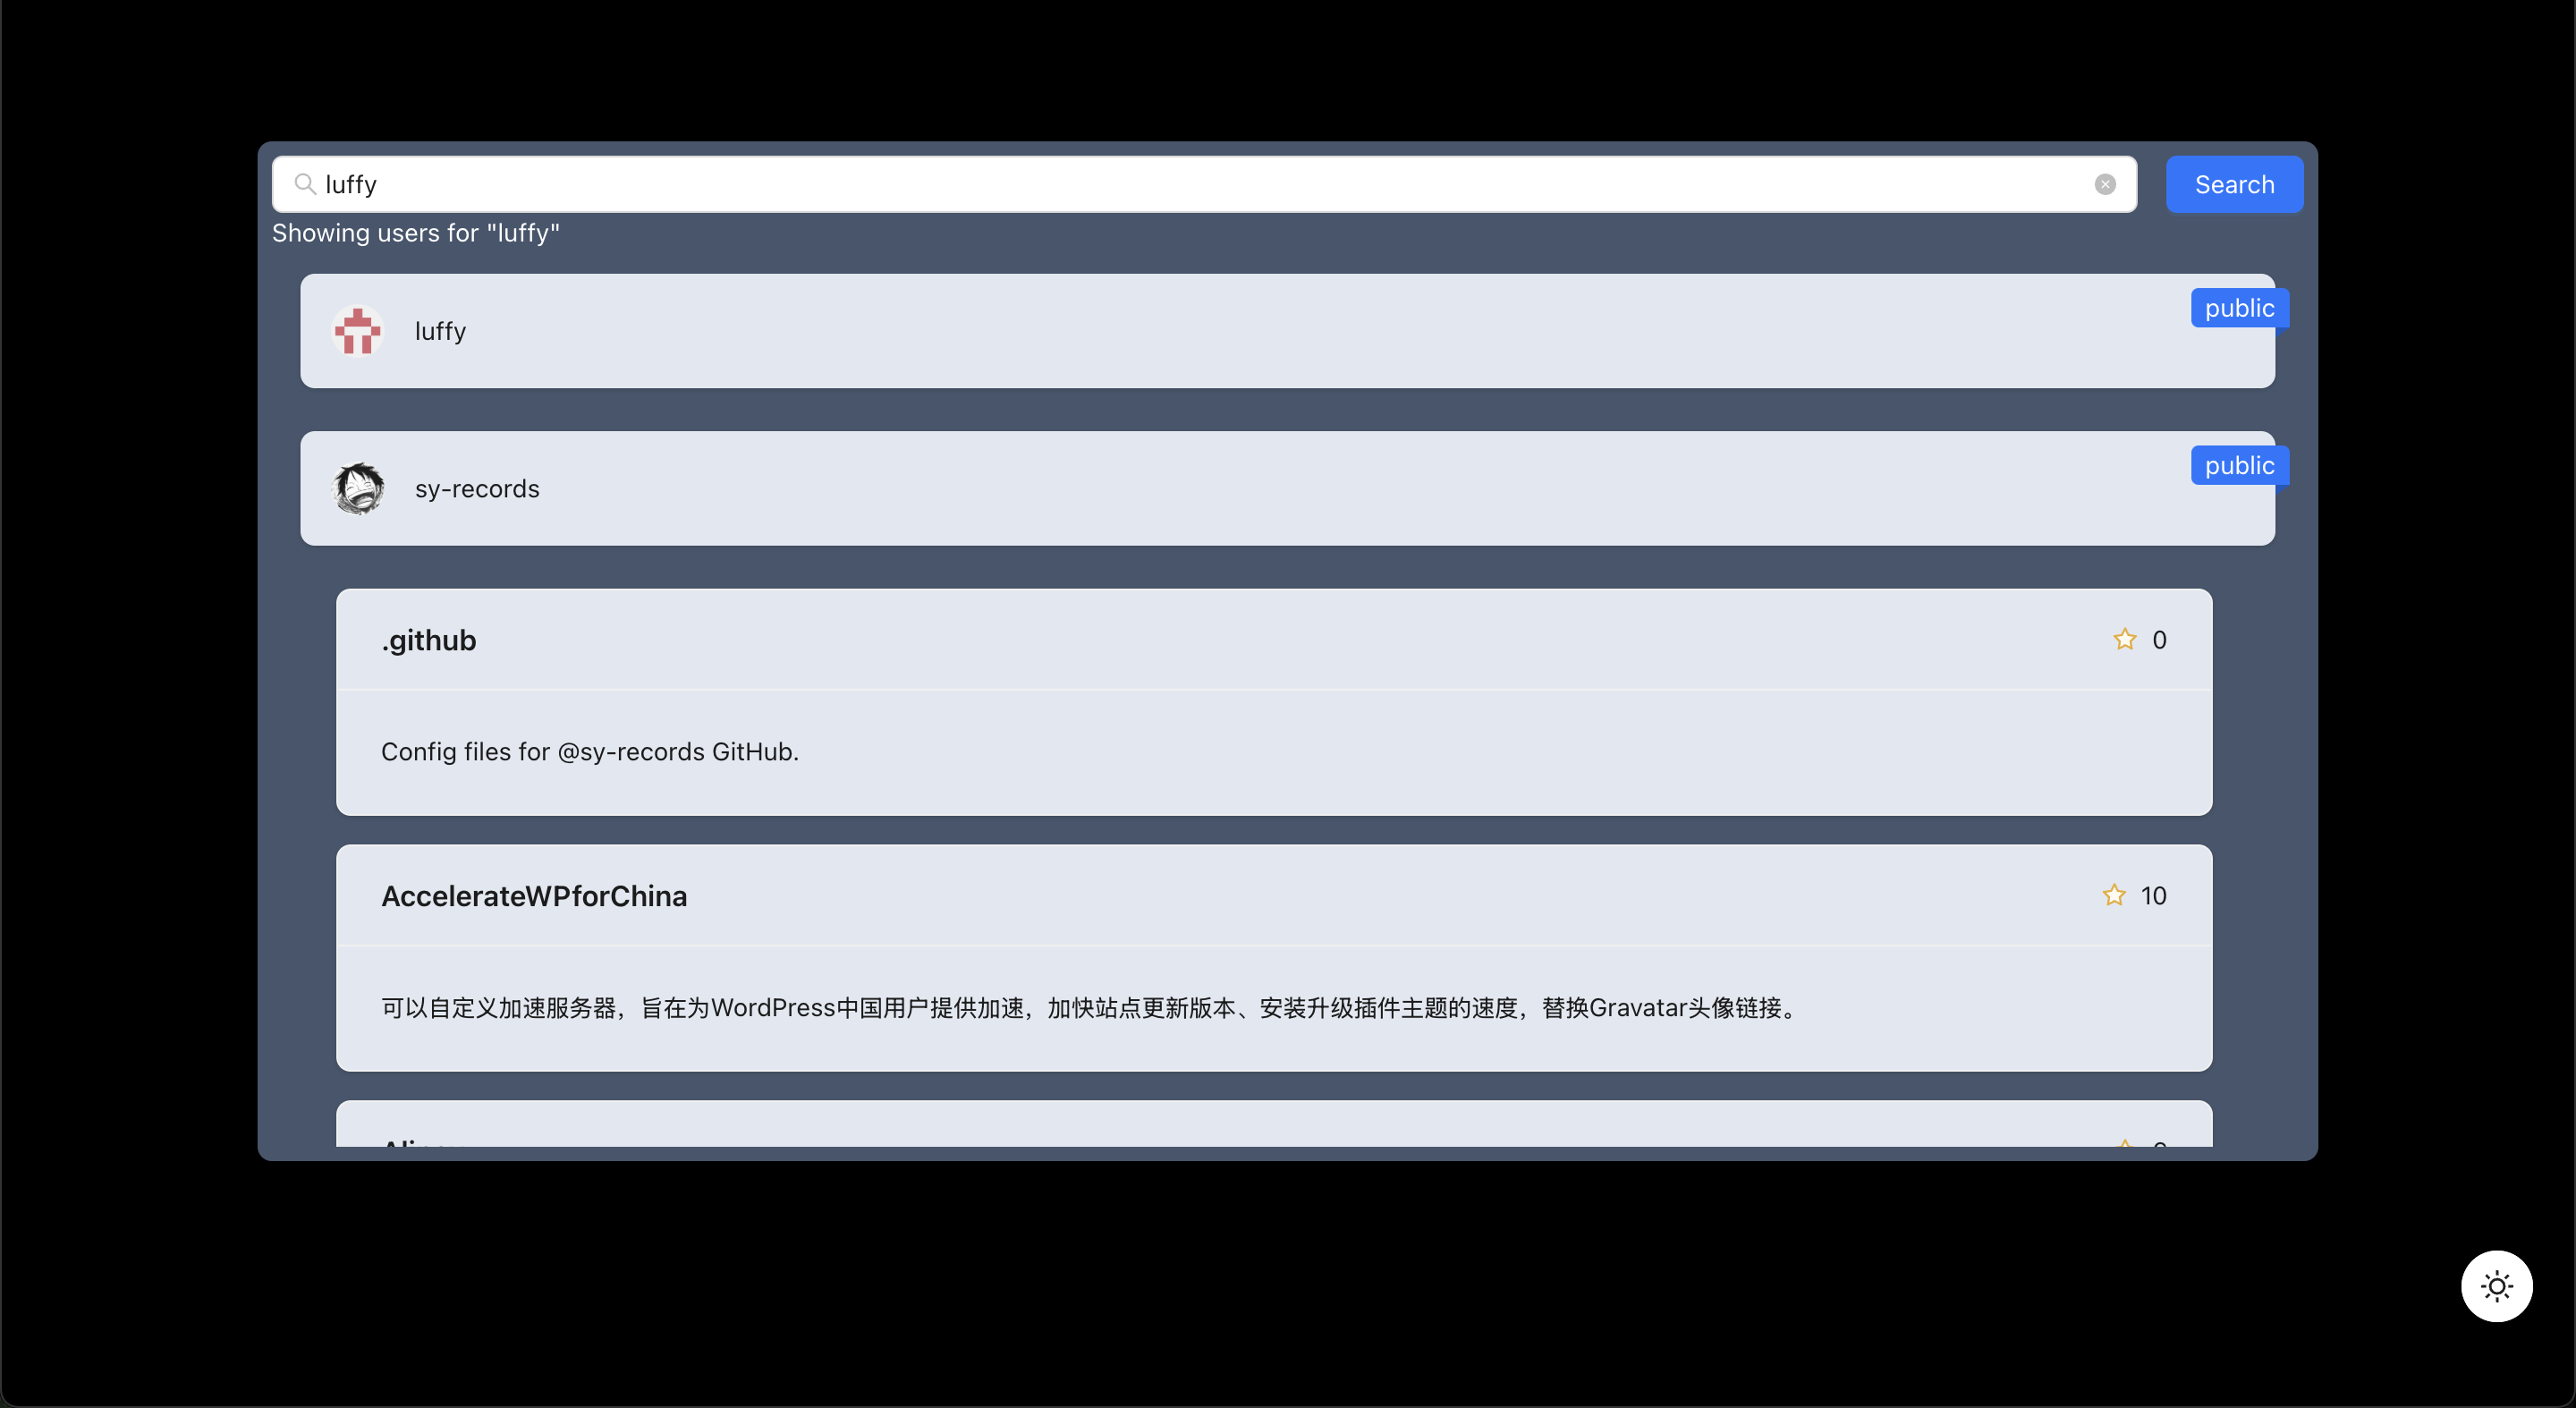 luffy
Search
Showing users for "luffy"
luffy
public
sy-records
public
.github
0
Config files for @sy-records GitHub.
AccelerateWPforChina
10
可以自定义加速服务器，旨在为WordPress中国用户提供加速，加快站点更新版本、安装升级插件主题的速度，替换Gravatar头像链接。